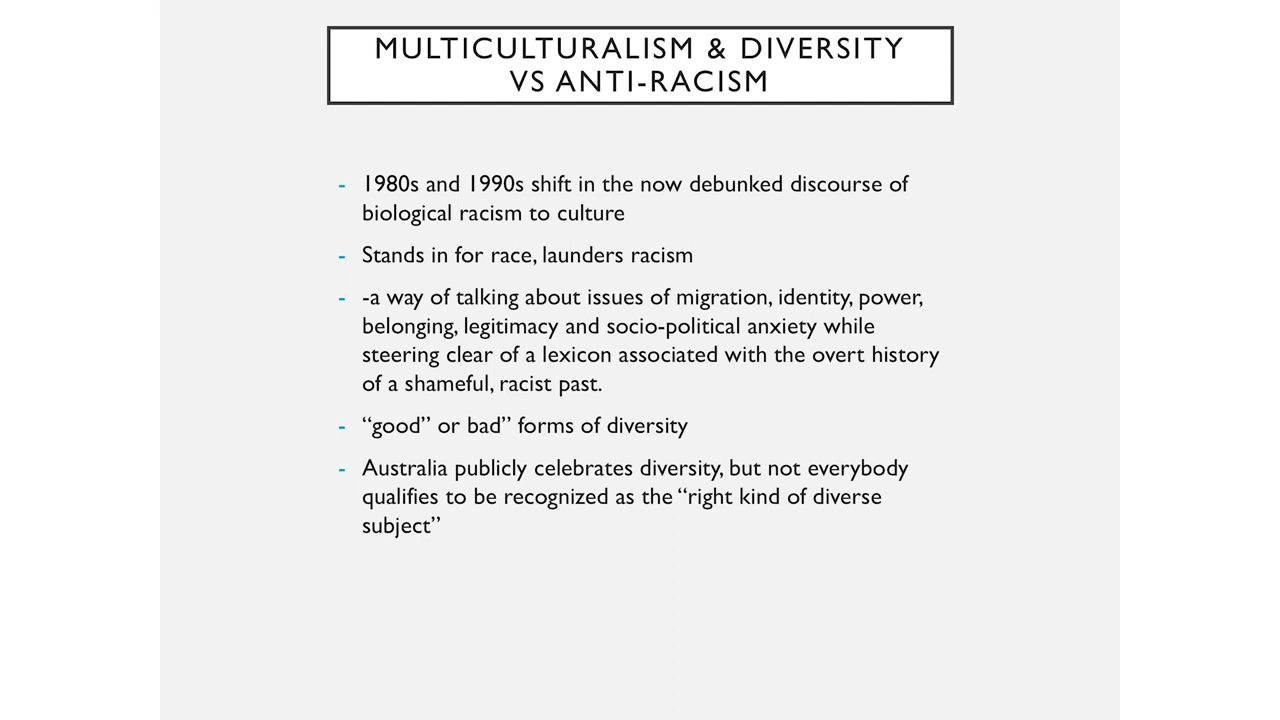 MULTICULTURALISM & DIVERSITY
VS ANTI-RACISM
- 1980s and 1990s shift in the now debunked discourse of
biological racism to culture
- Stands in for race, launders racism
- -a way of talking about issues of migration, identity, power,
belonging, legitimacy and socio-political anxiety while
steering clear of a lexicon associated with the overt history
of a shameful, racist past.
- “good” or bad” forms of diversity
- Australia publicly celebrates diversity, but not everybody
qualifies to be recognized as the “right kind of diverse
subject”